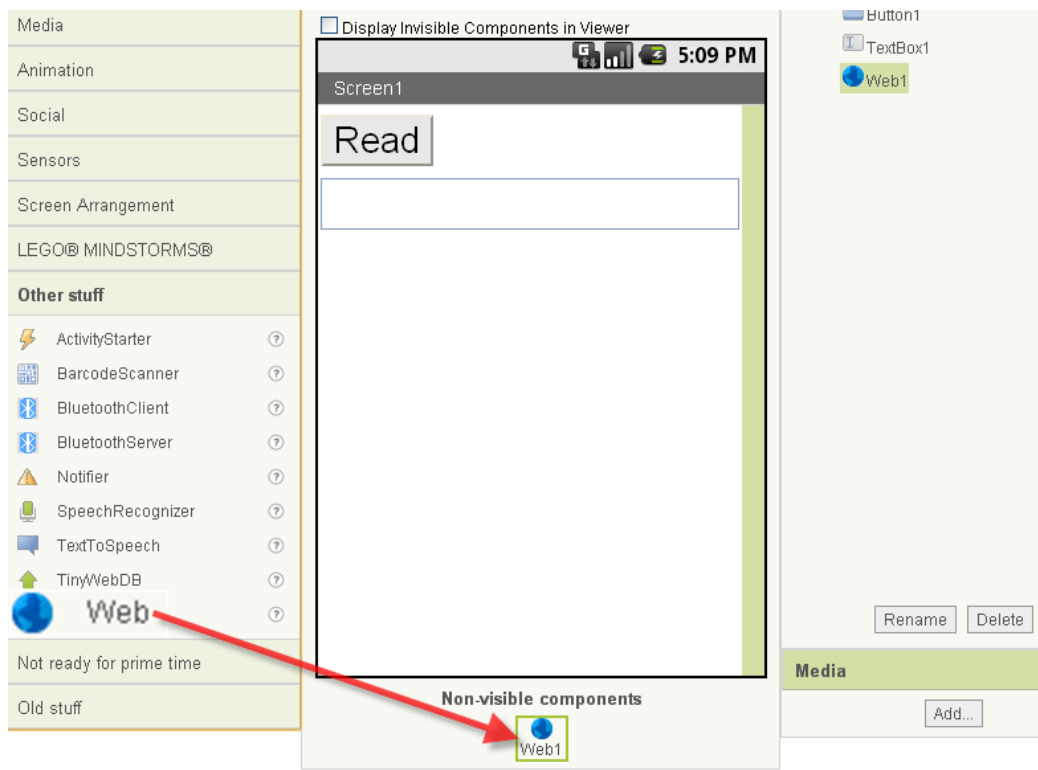 Media
Animation
Social
Sensors
Screen Arrangement
LEGO® MINDSTORMS®
Other stuff
ActivityStarter ?
BarcodeScanner ?
BluetoothClient ?
BluetoothServer ?
Notifier ?
SpeechRecognizer ?
TextToSpeech ?
TinyWebDB ?
Web ?
Not ready for prime time
Old stuff
Display Invisible Components in Viewer
G 5:09 PM
Screen1
Read
Non-visible components
Web1
Button1
TextBox1
Web1
Rename Delete
Media
Add...